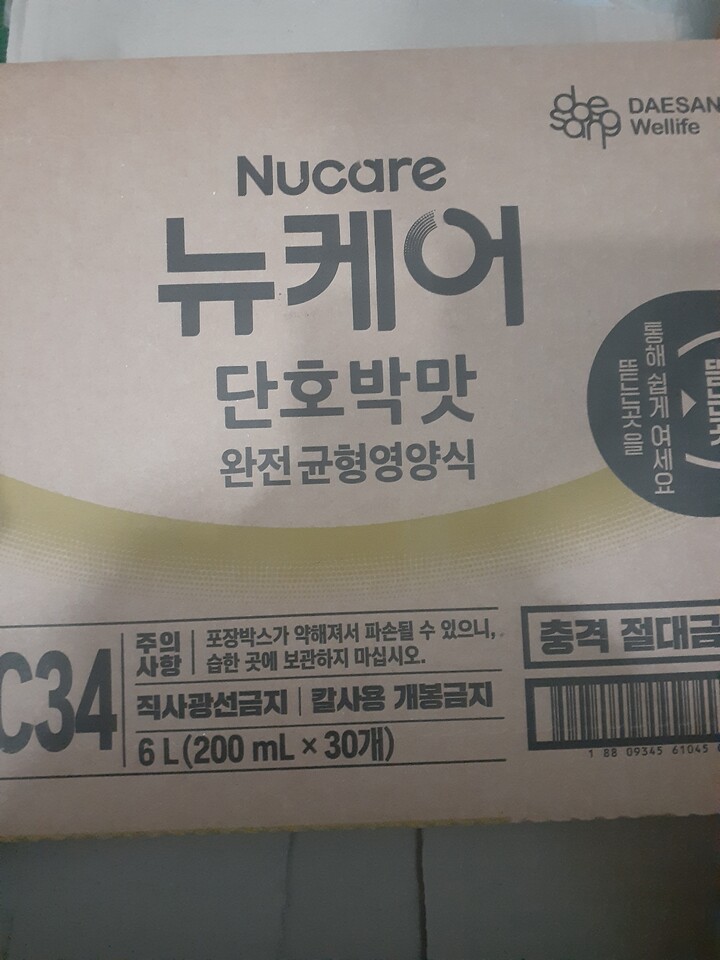 daesang
DAESAN
Wellife
Nucare
뉴케어
단호박맛
완전균형영양식
뜯는곳을
통해 쉽게 여세요
C34
주의
사항
포장박스가 약해져서 파손될 수 있으니,
습한 곳에 보관하지 마십시오.
직사광선금지 | 칼사용 개봉금지
6 L(200 mL × 30개)
충격 절대금
1 88 09345 61045